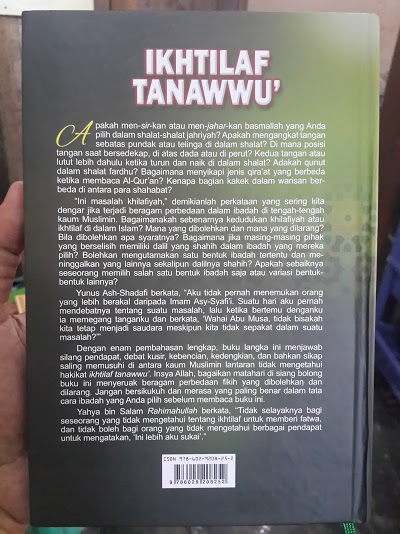 IKHTILAF
TANAWWU'
Apakah men-sir-kan atau men-jahar-kan basmallah yang Anda
pilih dalam shalat-shalat jahriyah? Apakah mengangkat tangan
sebatas pundak atau telinga di dalam shalat? Di mana posisi
tangan saat bersedekap, di atas dada atau di perut? Kedua tangan atau
lutut lebih dahulu ketika turun dan naik di dalam shalat? Adakah qunut
dalam shalat fardhu? Bagaimana menyikapi jenis qira'at yang berbeda
ketika membaca Al-Qur'an? Kenapa bagian kakek dalam warisan ber-
beda di antara para shahabat?
"Ini masalah khilafiyah," demikianlah perkataan yang sering kita
dengar jika terjadi beragam perbedaan dalam ibadah di tengah-tengah
kaum Muslimin. Bagaimanakah sebenarnya kedudukan khilafiyah atau
ikhtilaf di dalam Islam? Mana yang dibolehkan dan mana yang dilarang?
Bila dibolehkan apa syaratnya? Bagaimana jika masing-masing pihak
yang berselisih memiliki dalil yang shahih dalam ibadah yang mereka
pilih? Bolehkan mengutamakan satu bentuk ibadah tertentu dan me-
ninggalkan yang lainnya sekalipun dalilnya shahih? Apakah sebaiknya
seseorang memilih salah satu bentuk ibadah saja atau variasi bentuk-
bentuk lainnya?
Yunus Ash-Shadafi berkata, "Aku tidak pernah menemukan orang
yang lebih berakal daripada Imam Asy-Syafi'i. Suatu hari aku pernah
mendebatnya tentang suatu masalah, lalu ketika bertemu denganku
ia memegang tanganku dan berkata, 'Wahai Abu Musa, tidak bisakah
kita tetap menjadi saudara meskipun kita tidak sepakat dalam suatu
masalah?'"
Dengan enam pembahasan lengkap, buku langka ini menjawab
silang pendapat, debat kusir, kebencian, kedengkian, dan bahkan sikap
saling memusuhi di antara kaum Muslimin lantaran tidak mengetahui
hakikat ikhtilaf tanawwu'. Insya Allah, bagaikan matahari di siang bolong
buku ini menyeruak beragam perbedaan fikih yang dibolehkan dan
dilarang. Jangan bersikukuh dan merasa yang paling benar dalam tata
cara ibadah yang Anda pilih sebelum membaca buku ini.
Yahya bin Salam Rahimahullah berkata, "Tidak selayaknya bagi
seseorang yang tidak mengetahui tentang ikhtilaf untuk memberi fatwa,
dan tidak boleh bagi orang yang tidak mengetahui berbagai pendapat
untuk mengatakan, 'Ini lebih aku sukai'."
ISBN 978-602-9208-25-2